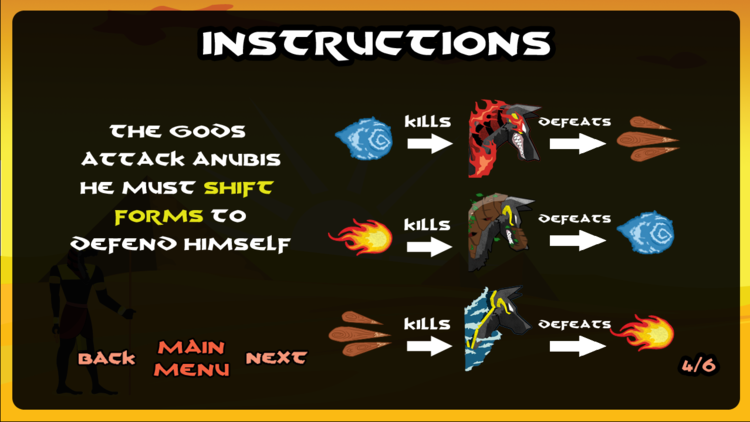 INSTRUCTIONS
THE GODS
ATTACK ANUBIS
HE MUST SHIFT
FORMS TO
DEFEND HIMSELF
KILLS DEFEATS
KILLS DEFEATS
KILLS DEFEATS
BACK MAIN MENU NEXT
4/6